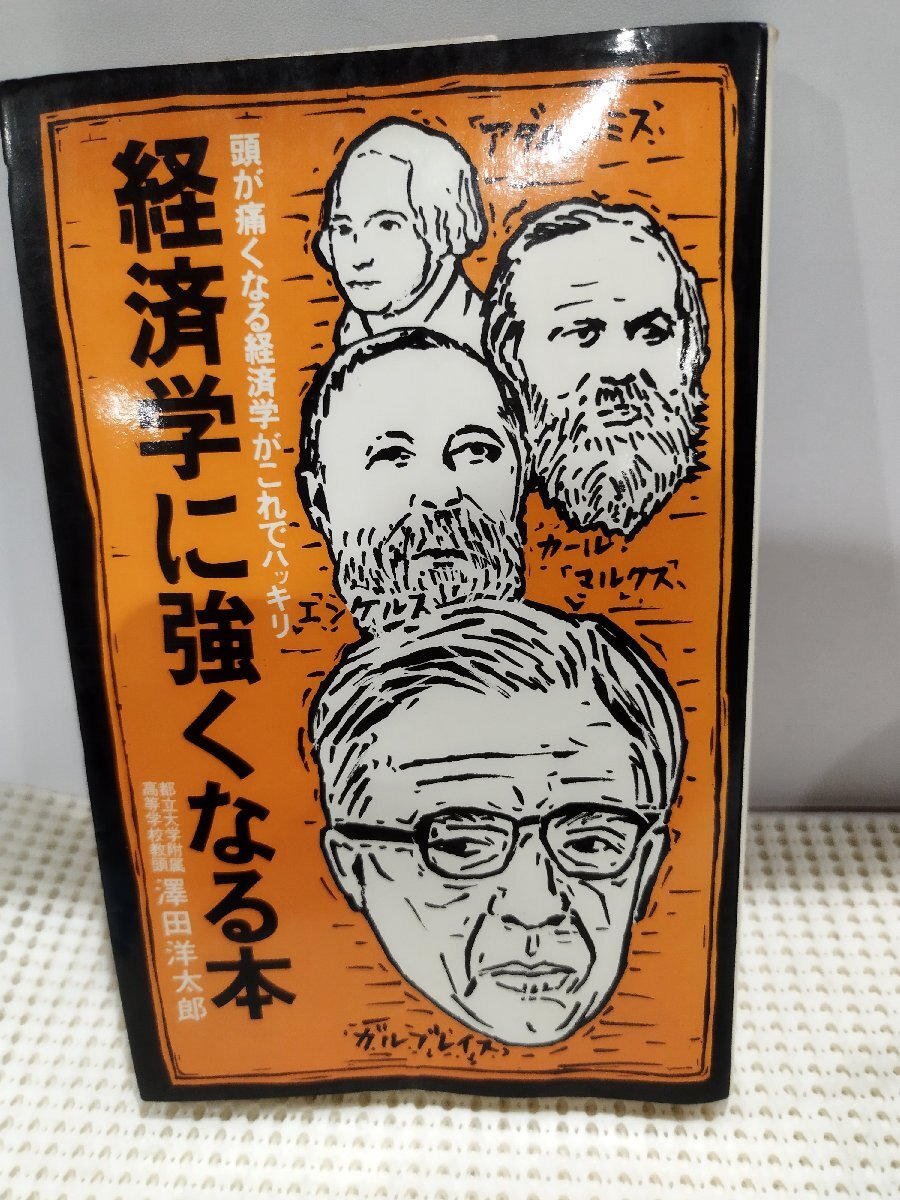 頭が痛くなる経済学がこれでハッキリ
経済学に強くなる本
都立大学附属
高等学校教頭
澤田洋太郎
「アダム・スミス」
カール・
「マルクス」
エンゲルス
「ガルブレイス」